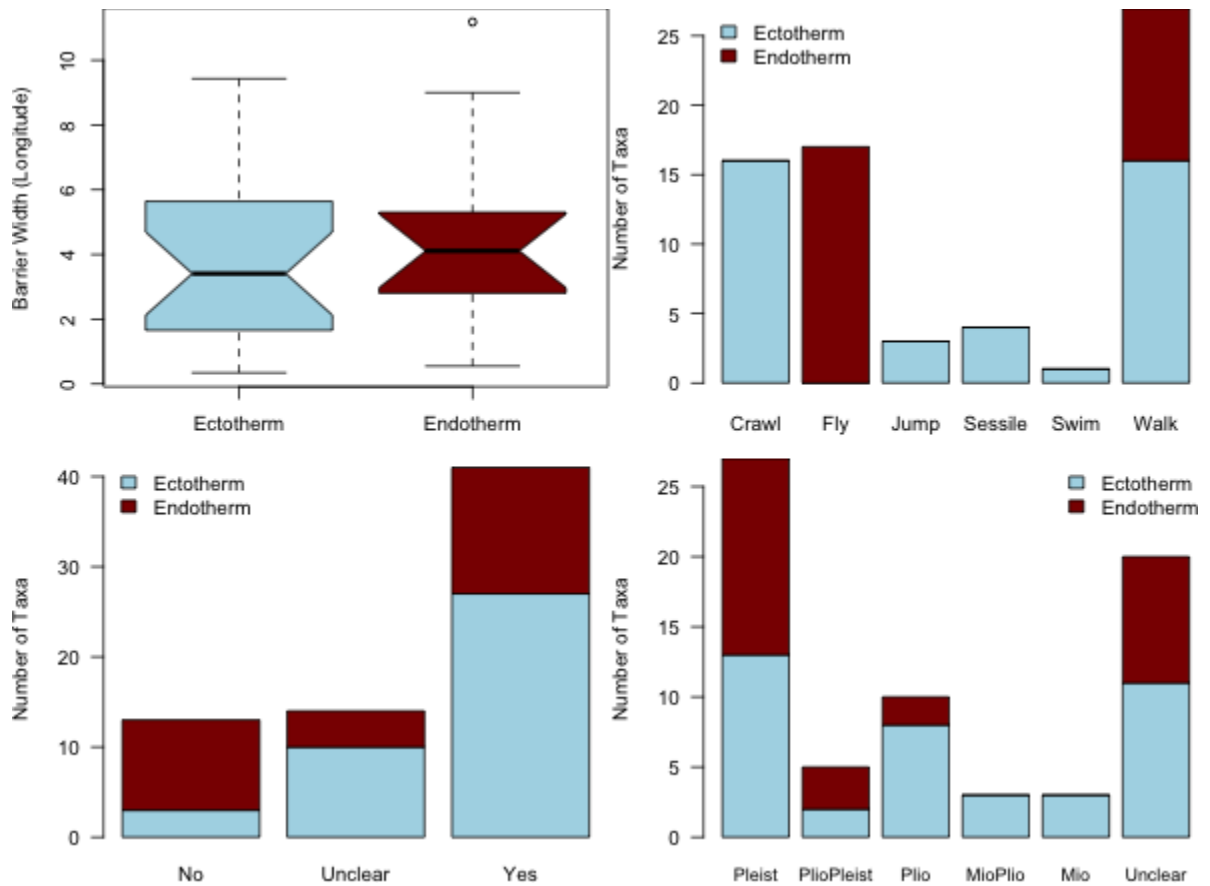 Barrier Width (Longitude)
10
8
6
4
2
0
Ectotherm Endotherm
Number of Taxa
25
20
15
10
5
0
Ectotherm
Endotherm
Crawl Fly Jump Sessile Swim Walk
Number of Taxa
40
30
20
10
0
Ectotherm
Endotherm
No Unclear Yes
Number of Taxa
25
20
15
10
5
0
Ectotherm
Endotherm
Pleist PlioPleist Plio MioPlio Mio Unclear